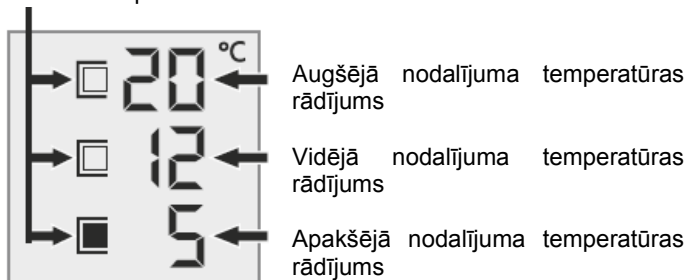 20 °C
Augšējā nodalījuma temperatūras
rādījums
12
Vidējā nodalījuma temperatūras
rādījums
5
Apakšējā nodalījuma temperatūras
rādījums